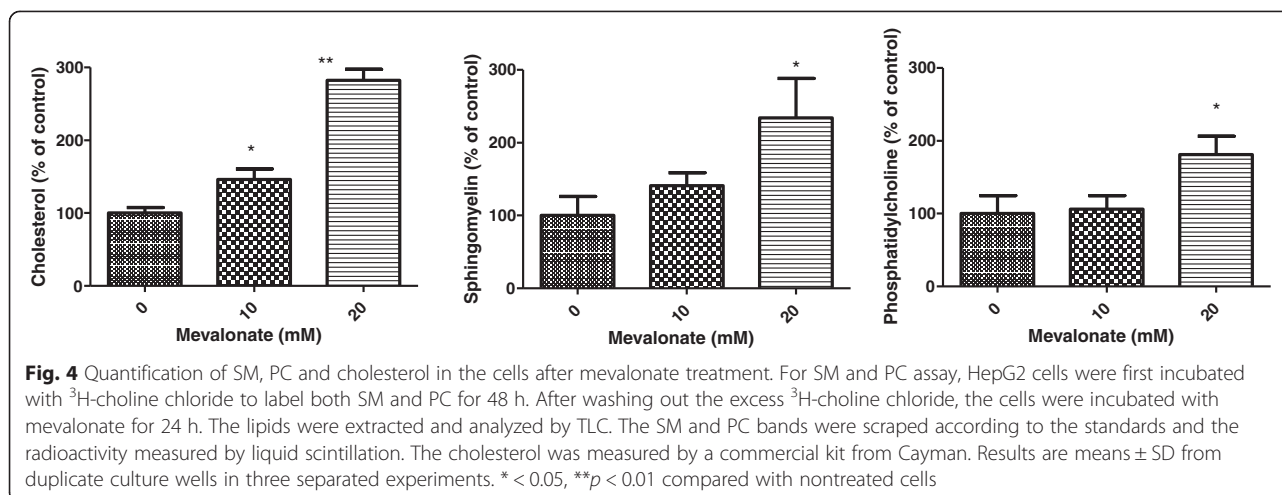 **
*
300
200
100
0
Cholesterol (% of control)
0
10
20
Mevalonate (mM)
*
300
200
100
0
Sphingomyelin (% of control)
0
10
20
Mevalonate (mM)
*
300
200
100
0
Phosphatidylcholine (% of control)
0
10
20
Mevalonate (mM)
Fig. 4 Quantification of SM, PC and cholesterol in the cells after mevalonate treatment. For SM and PC assay, HepG2 cells were first incubated
with ³H-choline chloride to label both SM and PC for 48 h. After washing out the excess ³H-choline chloride, the cells were incubated with
mevalonate for 24 h. The lipids were extracted and analyzed by TLC. The SM and PC bands were scraped according to the standards and the
radioactivity measured by liquid scintillation. The cholesterol was measured by a commercial kit from Cayman. Results are means ± SD from
duplicate culture wells in three separated experiments. * < 0.05, **p < 0.01 compared with nontreated cells